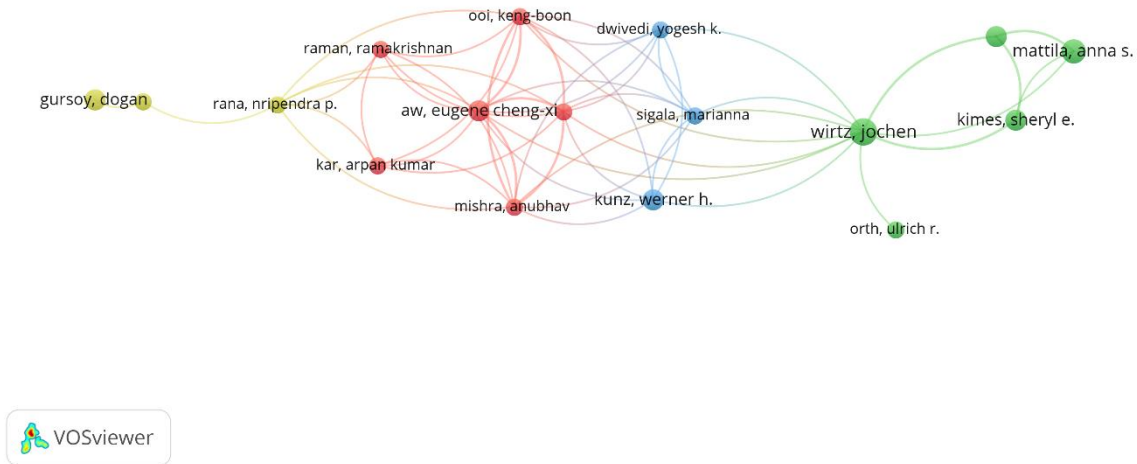 ooi, keng-boon
dwivedi, yogesh k.
raman, ramakrishnan
mattila, anna s.
gursoy, dogan
rana, nripendra p.
aw, eugene cheng-xi
sigala, marianna
wirtz, jochen
kimes, sheryl e.
kar, arpan kumar
mishra, anubhav
kunz, werner h.
orth, ulrich r.
VOSviewer